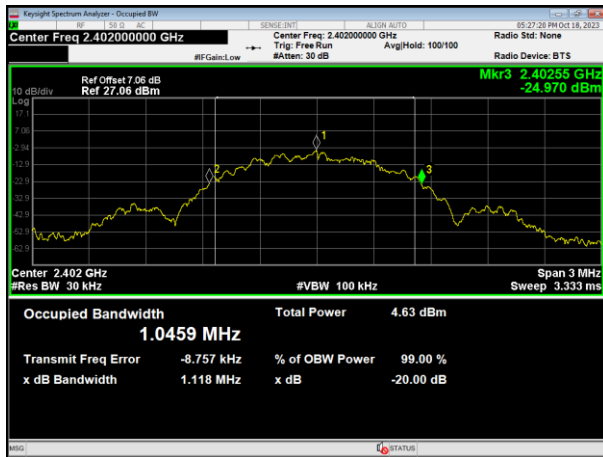 Keysight Spectrum Analyzer - Occupied BW
LXI RF 50 Ω AC SENSE:INT ALIGN AUTO 05:27:20 PM Oct 18, 2023
Center Freq 2.402000000 GHz Center Freq: 2.402000000 GHz Radio Std: None
Trig: Free Run Avg|Hold: 100/100
#IFGain:Low #Atten: 30 dB Radio Device: BTS
Mkr3 2.40255 GHz
Ref Offset 7.06 dB
10 dB/div Ref 27.06 dBm -24.970 dBm
Log
17.1
7.06
-2.94
1
-12.9
2 3
-22.9
-32.9
-42.9
-52.9
-62.9
Center 2.402 GHz Span 3 MHz
#Res BW 30 kHz #VBW 100 kHz Sweep 3.333 ms
Occupied Bandwidth Total Power 4.63 dBm
1.0459 MHz
Transmit Freq Error -8.757 kHz % of OBW Power 99.00 %
x dB Bandwidth 1.118 MHz x dB -20.00 dB
MSG STATUS